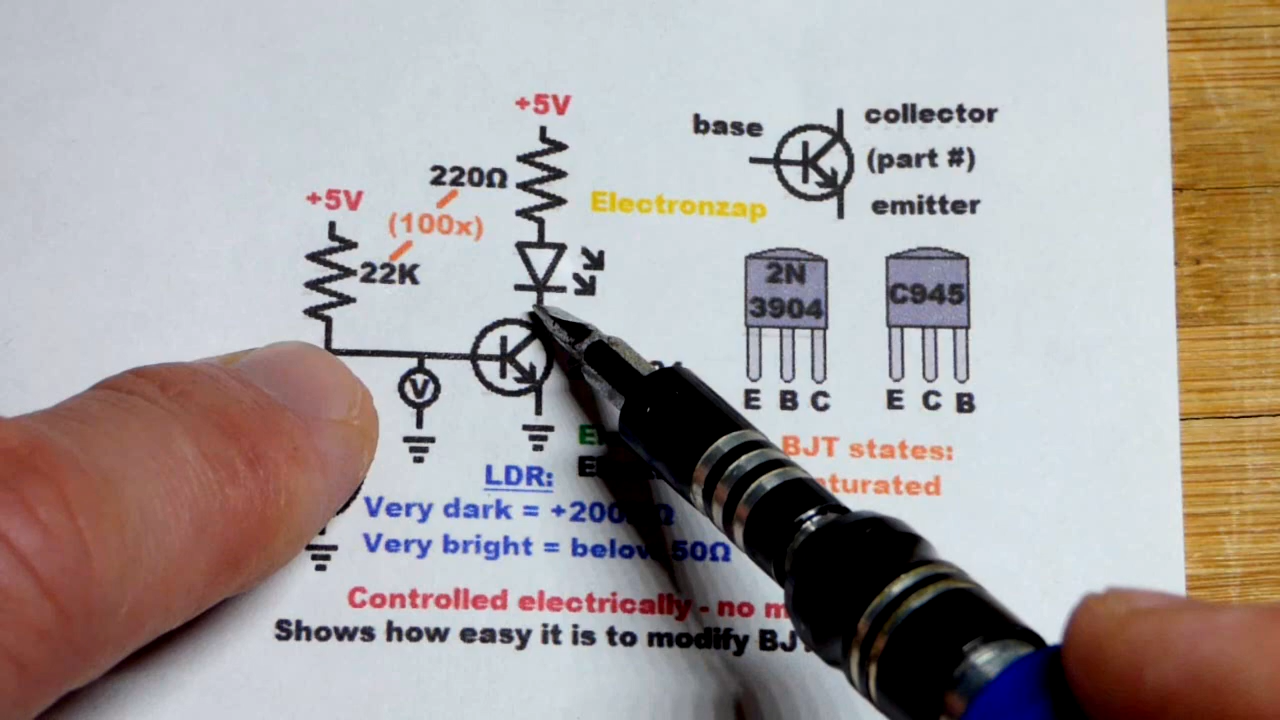 +5V
220Ω
+5V
(100x)
22K
V
Electronzap
base
collector
(part #)
emitter
2N
3904
C945
E B C
E C B
BJT states:
LDR:
Very dark =
Very bright = below 50Ω
Controlled electrically - no
Shows how easy it is to modify